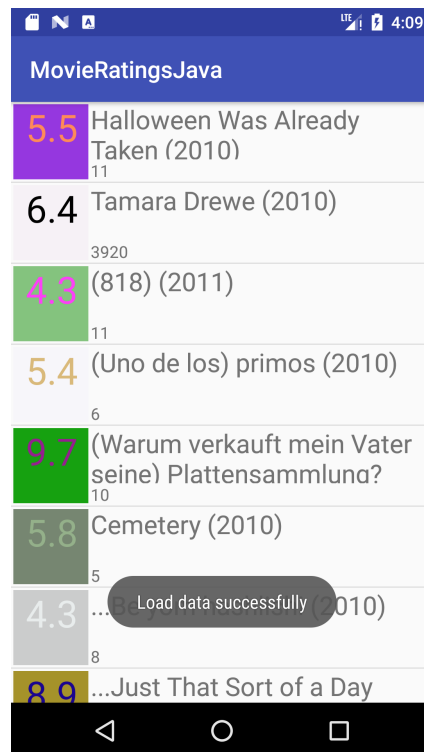 LTE 4:09
MovieRatingsJava
5.5 Halloween Was Already
Taken (2010)
11
6.4 Tamara Drewe (2010)
3920
4.3 (818) (2011)
11
5.4 (Uno de los) primos (2010)
6
9.7 (Warum verkauft mein Vater
seine) Plattensammlung?
10
5.8 Cemetery (2010)
5
4.3 ...Be 2010)
Load data successfully
8
8.9 ...Just That Sort of a Day